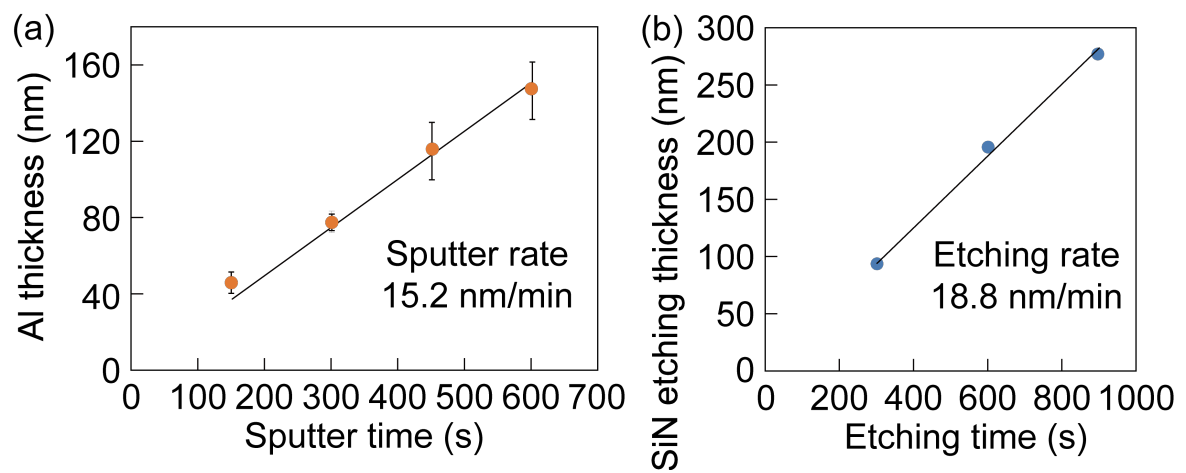 (a)
Al thickness (nm)
160
120
80
40
0
0 100 200 300 400 500 600 700
Sputter time (s)
Sputter rate
15.2 nm/min
(b)
SiN etching thickness (nm)
300
250
200
150
100
50
0
0 200 400 600 800 1000
Etching time (s)
Etching rate
18.8 nm/min